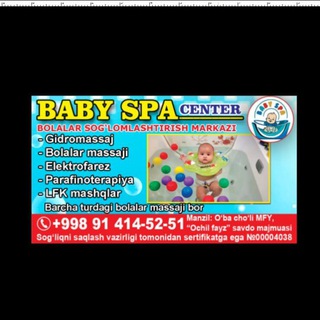 BABY SPA CENTER
BABY SPA
BOLALAR SOG'LOMLASHTIRISH MARKAZI
- Gidromassaj
- Bolalar massaji
- Elektrofarez
- Parafinoterapiya
- LFK mashqlar
Barcha turdagi bolalar massaji bor
+998 91 414-52-51
Manzil: O'ba cho'li MFY,
"Ochil fayz" savdo majmuasi
Sog'liqni saqlash vazirligi tomonidan sertifikatga ega №00004038